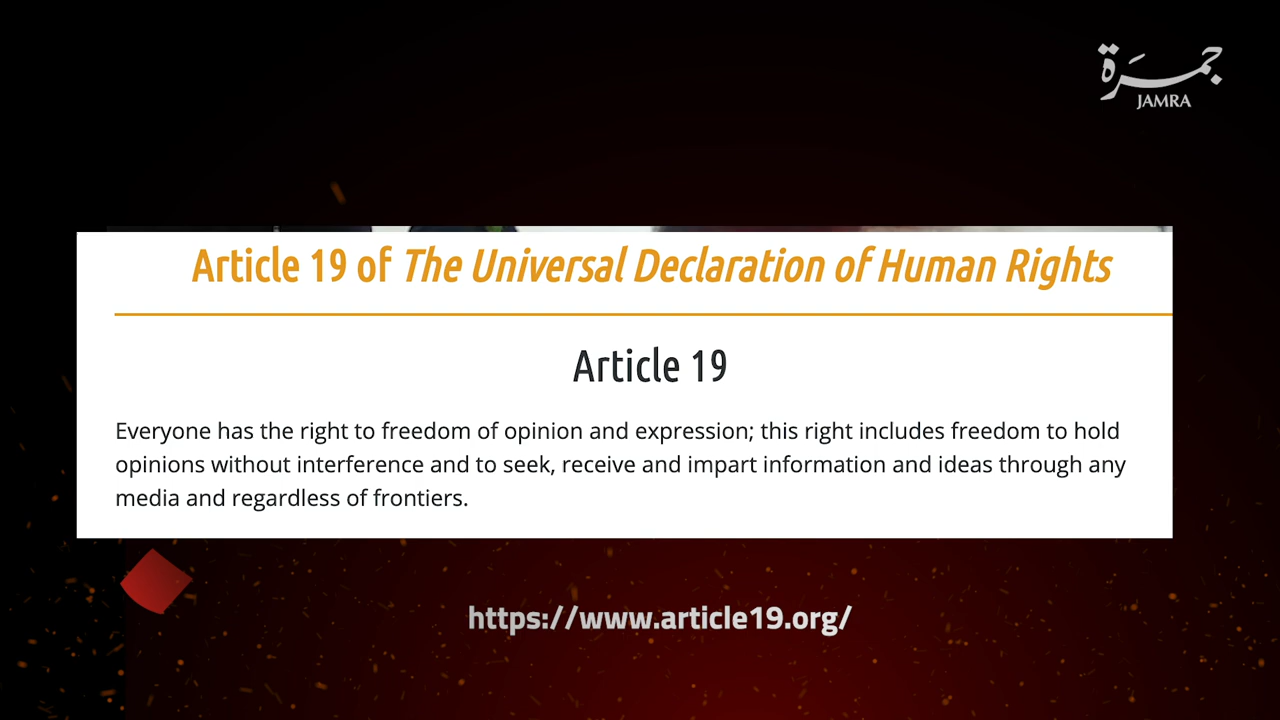 جمرة
JAMRA
Article 19 of The Universal Declaration of Human Rights
Article 19
Everyone has the right to freedom of opinion and expression; this right includes freedom to hold
opinions without interference and to seek, receive and impart information and ideas through any
media and regardless of frontiers.
https://www.article19.org/